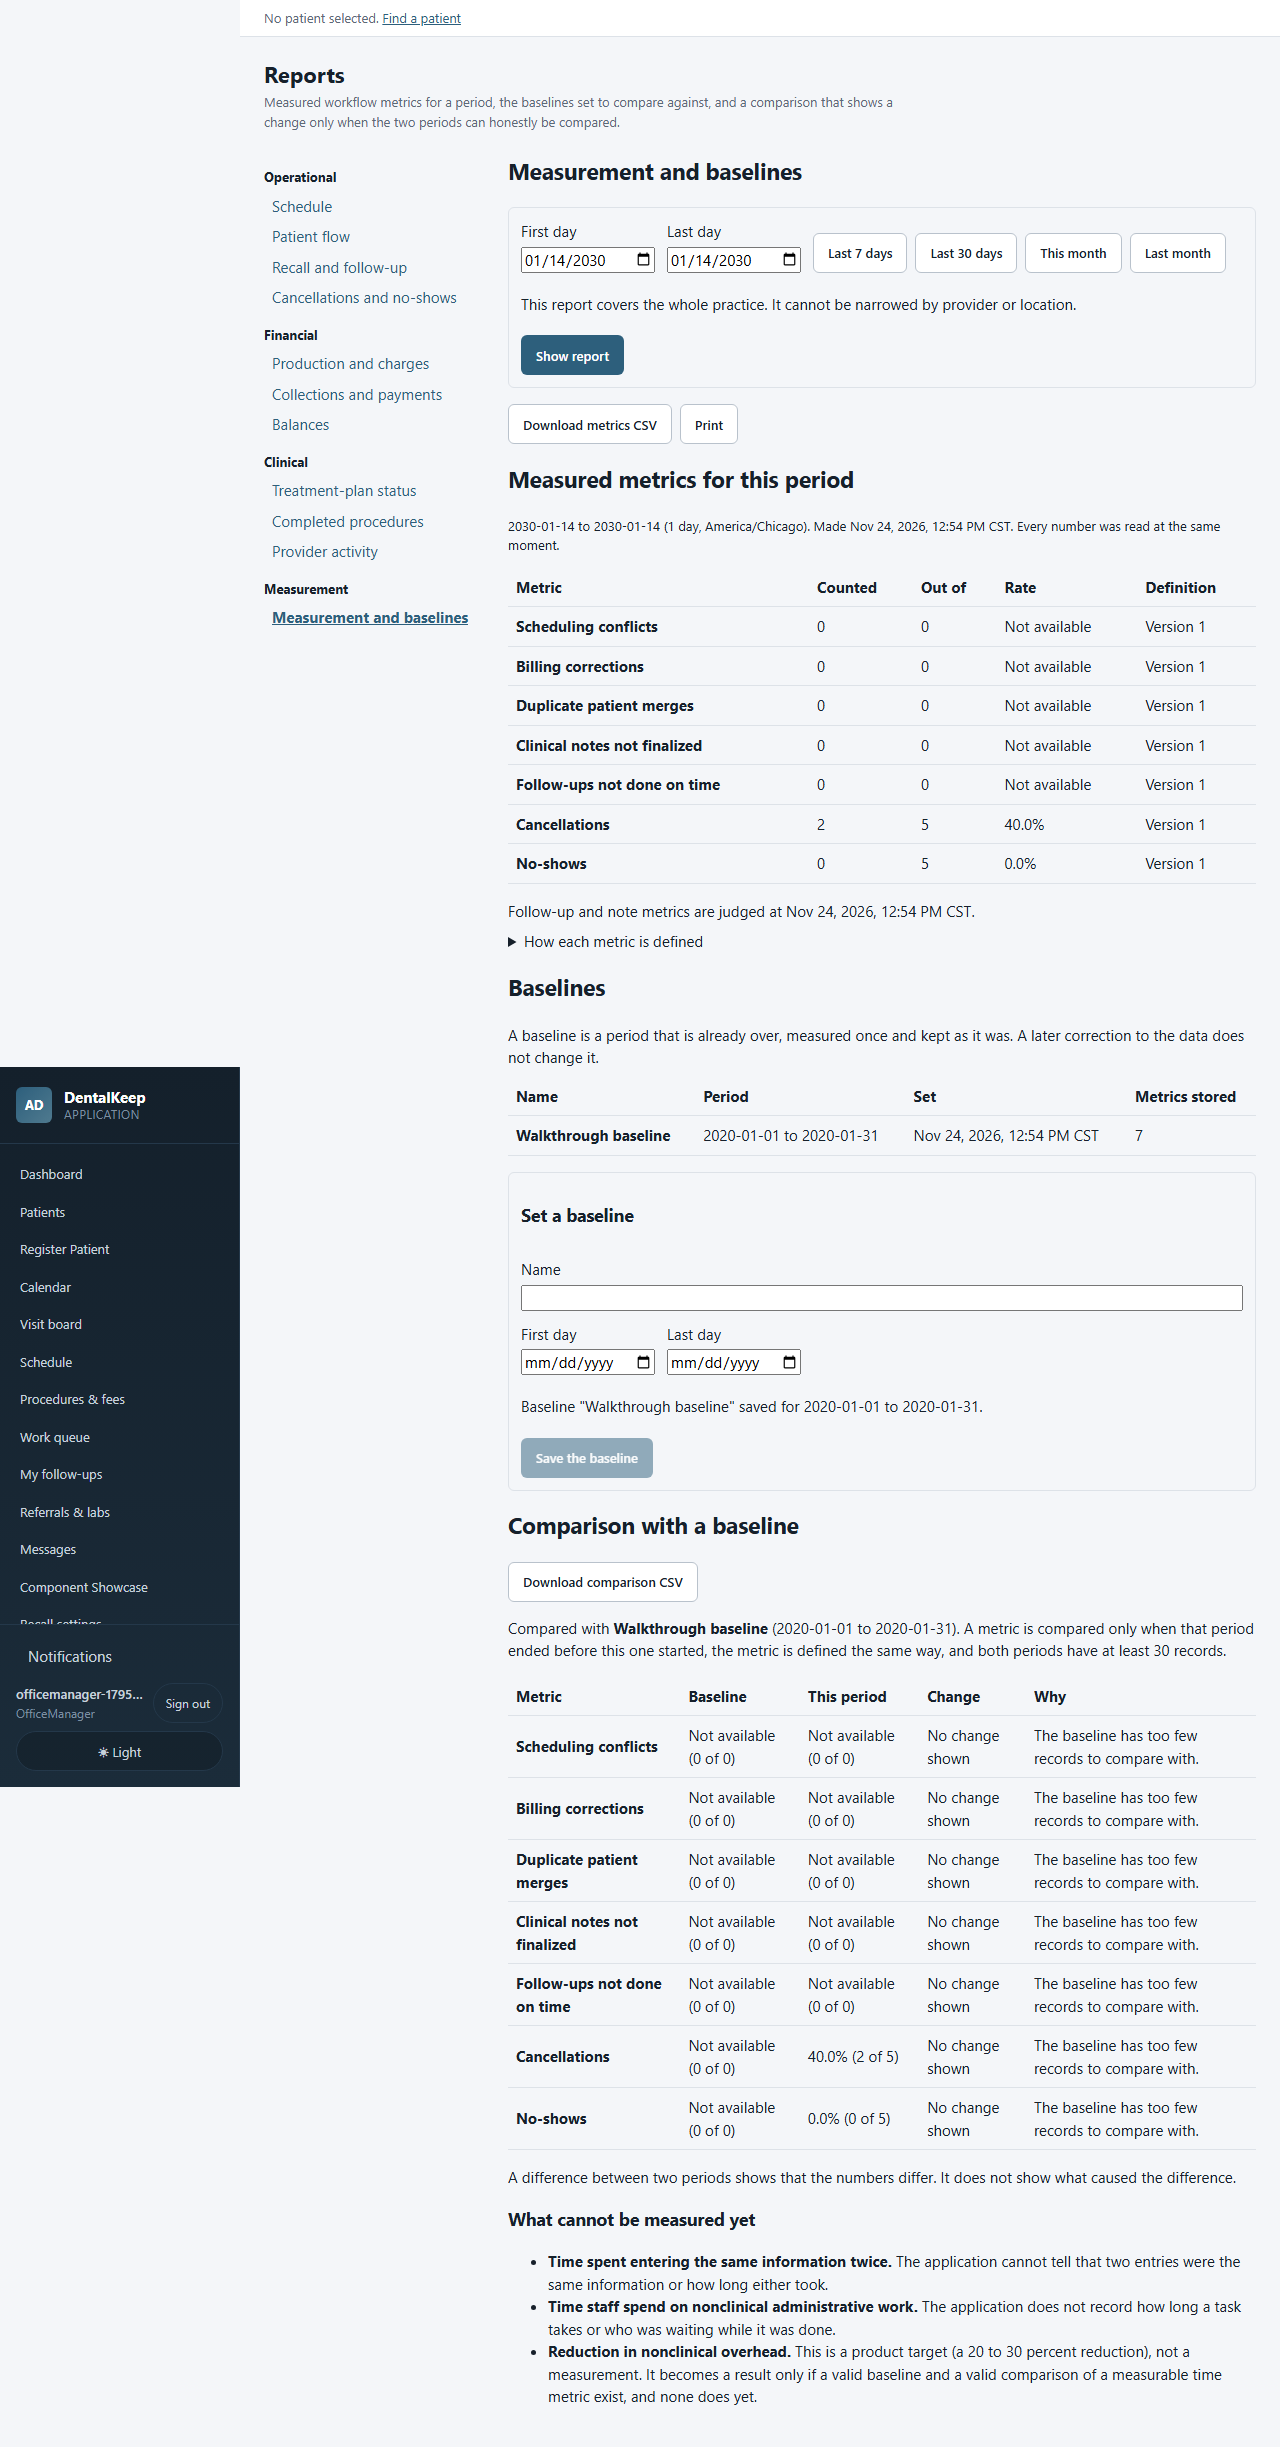 No patient selected. Find a patient
Reports
Measured workflow metrics for a period, the baselines set to compare against, and a comparison that shows a
change only when the two periods can honestly be compared.
Operational
Schedule
Patient flow
Recall and follow-up
Cancellations and no-shows
Financial
Production and charges
Collections and payments
Balances
Clinical
Treatment-plan status
Completed procedures
Provider activity
Measurement
Measurement and baselines
Measurement and baselines
First day Last day
01/14/2030 01/14/2030 Last 7 days Last 30 days This month Last month
This report covers the whole practice. It cannot be narrowed by provider or location.
Show report
Download metrics CSV Print
Measured metrics for this period
2030-01-14 to 2030-01-14 (1 day, America/Chicago). Made Nov 24, 2026, 12:54 PM CST. Every number was read at the same
moment.
Metric Counted Out of Rate Definition
Scheduling conflicts 0 0 Not available Version 1
Billing corrections 0 0 Not available Version 1
Duplicate patient merges 0 0 Not available Version 1
Clinical notes not finalized 0 0 Not available Version 1
Follow-ups not done on time 0 0 Not available Version 1
Cancellations 2 5 40.0% Version 1
No-shows 0 5 0.0% Version 1
Follow-up and note metrics are judged at Nov 24, 2026, 12:54 PM CST.
How each metric is defined
Baselines
A baseline is a period that is already over, measured once and kept as it was. A later correction to the data does
not change it.
Name Period Set Metrics stored
Walkthrough baseline 2020-01-01 to 2020-01-31 Nov 24, 2026, 12:54 PM CST 7
Set a baseline
Name
First day Last day
mm/dd/yyyy mm/dd/yyyy
Baseline "Walkthrough baseline" saved for 2020-01-01 to 2020-01-31.
Save the baseline
Comparison with a baseline
Download comparison CSV
Compared with Walkthrough baseline (2020-01-01 to 2020-01-31). A metric is compared only when that period
ended before this one started, the metric is defined the same way, and both periods have at least 30 records.
Metric Baseline This period Change Why
Scheduling conflicts Not available (0 of 0) Not available (0 of 0) No change shown The baseline has too few records to compare with.
Billing corrections Not available (0 of 0) Not available (0 of 0) No change shown The baseline has too few records to compare with.
Duplicate patient merges Not available (0 of 0) Not available (0 of 0) No change shown The baseline has too few records to compare with.
Clinical notes not finalized Not available (0 of 0) Not available (0 of 0) No change shown The baseline has too few records to compare with.
Follow-ups not done on time Not available (0 of 0) Not available (0 of 0) No change shown The baseline has too few records to compare with.
Cancellations Not available (0 of 0) 40.0% (2 of 5) No change shown The baseline has too few records to compare with.
No-shows Not available (0 of 0) 0.0% (0 of 5) No change shown The baseline has too few records to compare with.
A difference between two periods shows that the numbers differ. It does not show what caused the difference.
What cannot be measured yet
Time spent entering the same information twice. The application cannot tell that two entries were the
same information or how long either took.
Time staff spend on nonclinical administrative work. The application does not record how long a task
takes or who was waiting while it was done.
Reduction in nonclinical overhead. This is a product target (a 20 to 30 percent reduction), not a
measurement. It becomes a result only if a valid baseline and a valid comparison of a measurable time
metric exist, and none does yet.
AD DentalKeep
APPLICATION
Dashboard
Patients
Register Patient
Calendar
Visit board
Schedule
Procedures & fees
Work queue
My follow-ups
Referrals & labs
Messages
Component Showcase
Recall settings
Notifications
officemanager-1795...
OfficeManager
Sign out
☀ Light